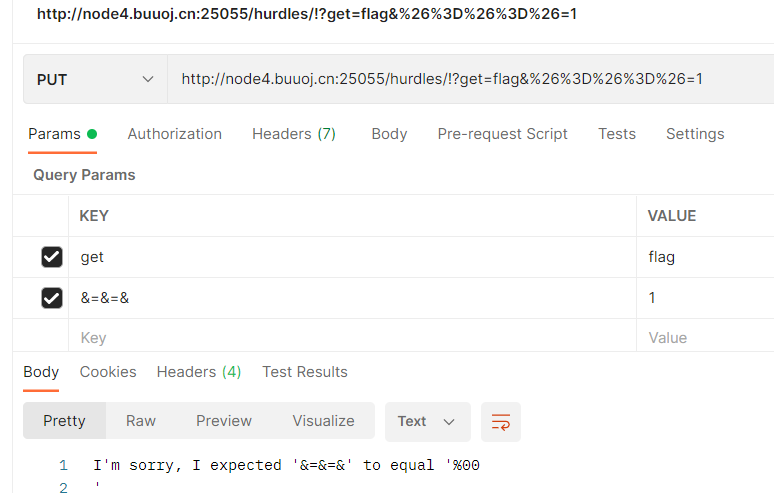 http://node4.buuoj.cn:25055/hurdles/!?get=flag&%26%3D%26%3D%26=1
PUT http://node4.buuoj.cn:25055/hurdles/!?get=flag&%26%3D%26%3D%26=1
Params Authorization Headers (7) Body Pre-request Script Tests Settings
Query Params
KEY VALUE
get flag
&=&=& 1
Key Value
Body Cookies Headers (4) Test Results
Pretty Raw Preview Visualize Text
1 I'm sorry, I expected '&=&=&' to equal '%00
2 '